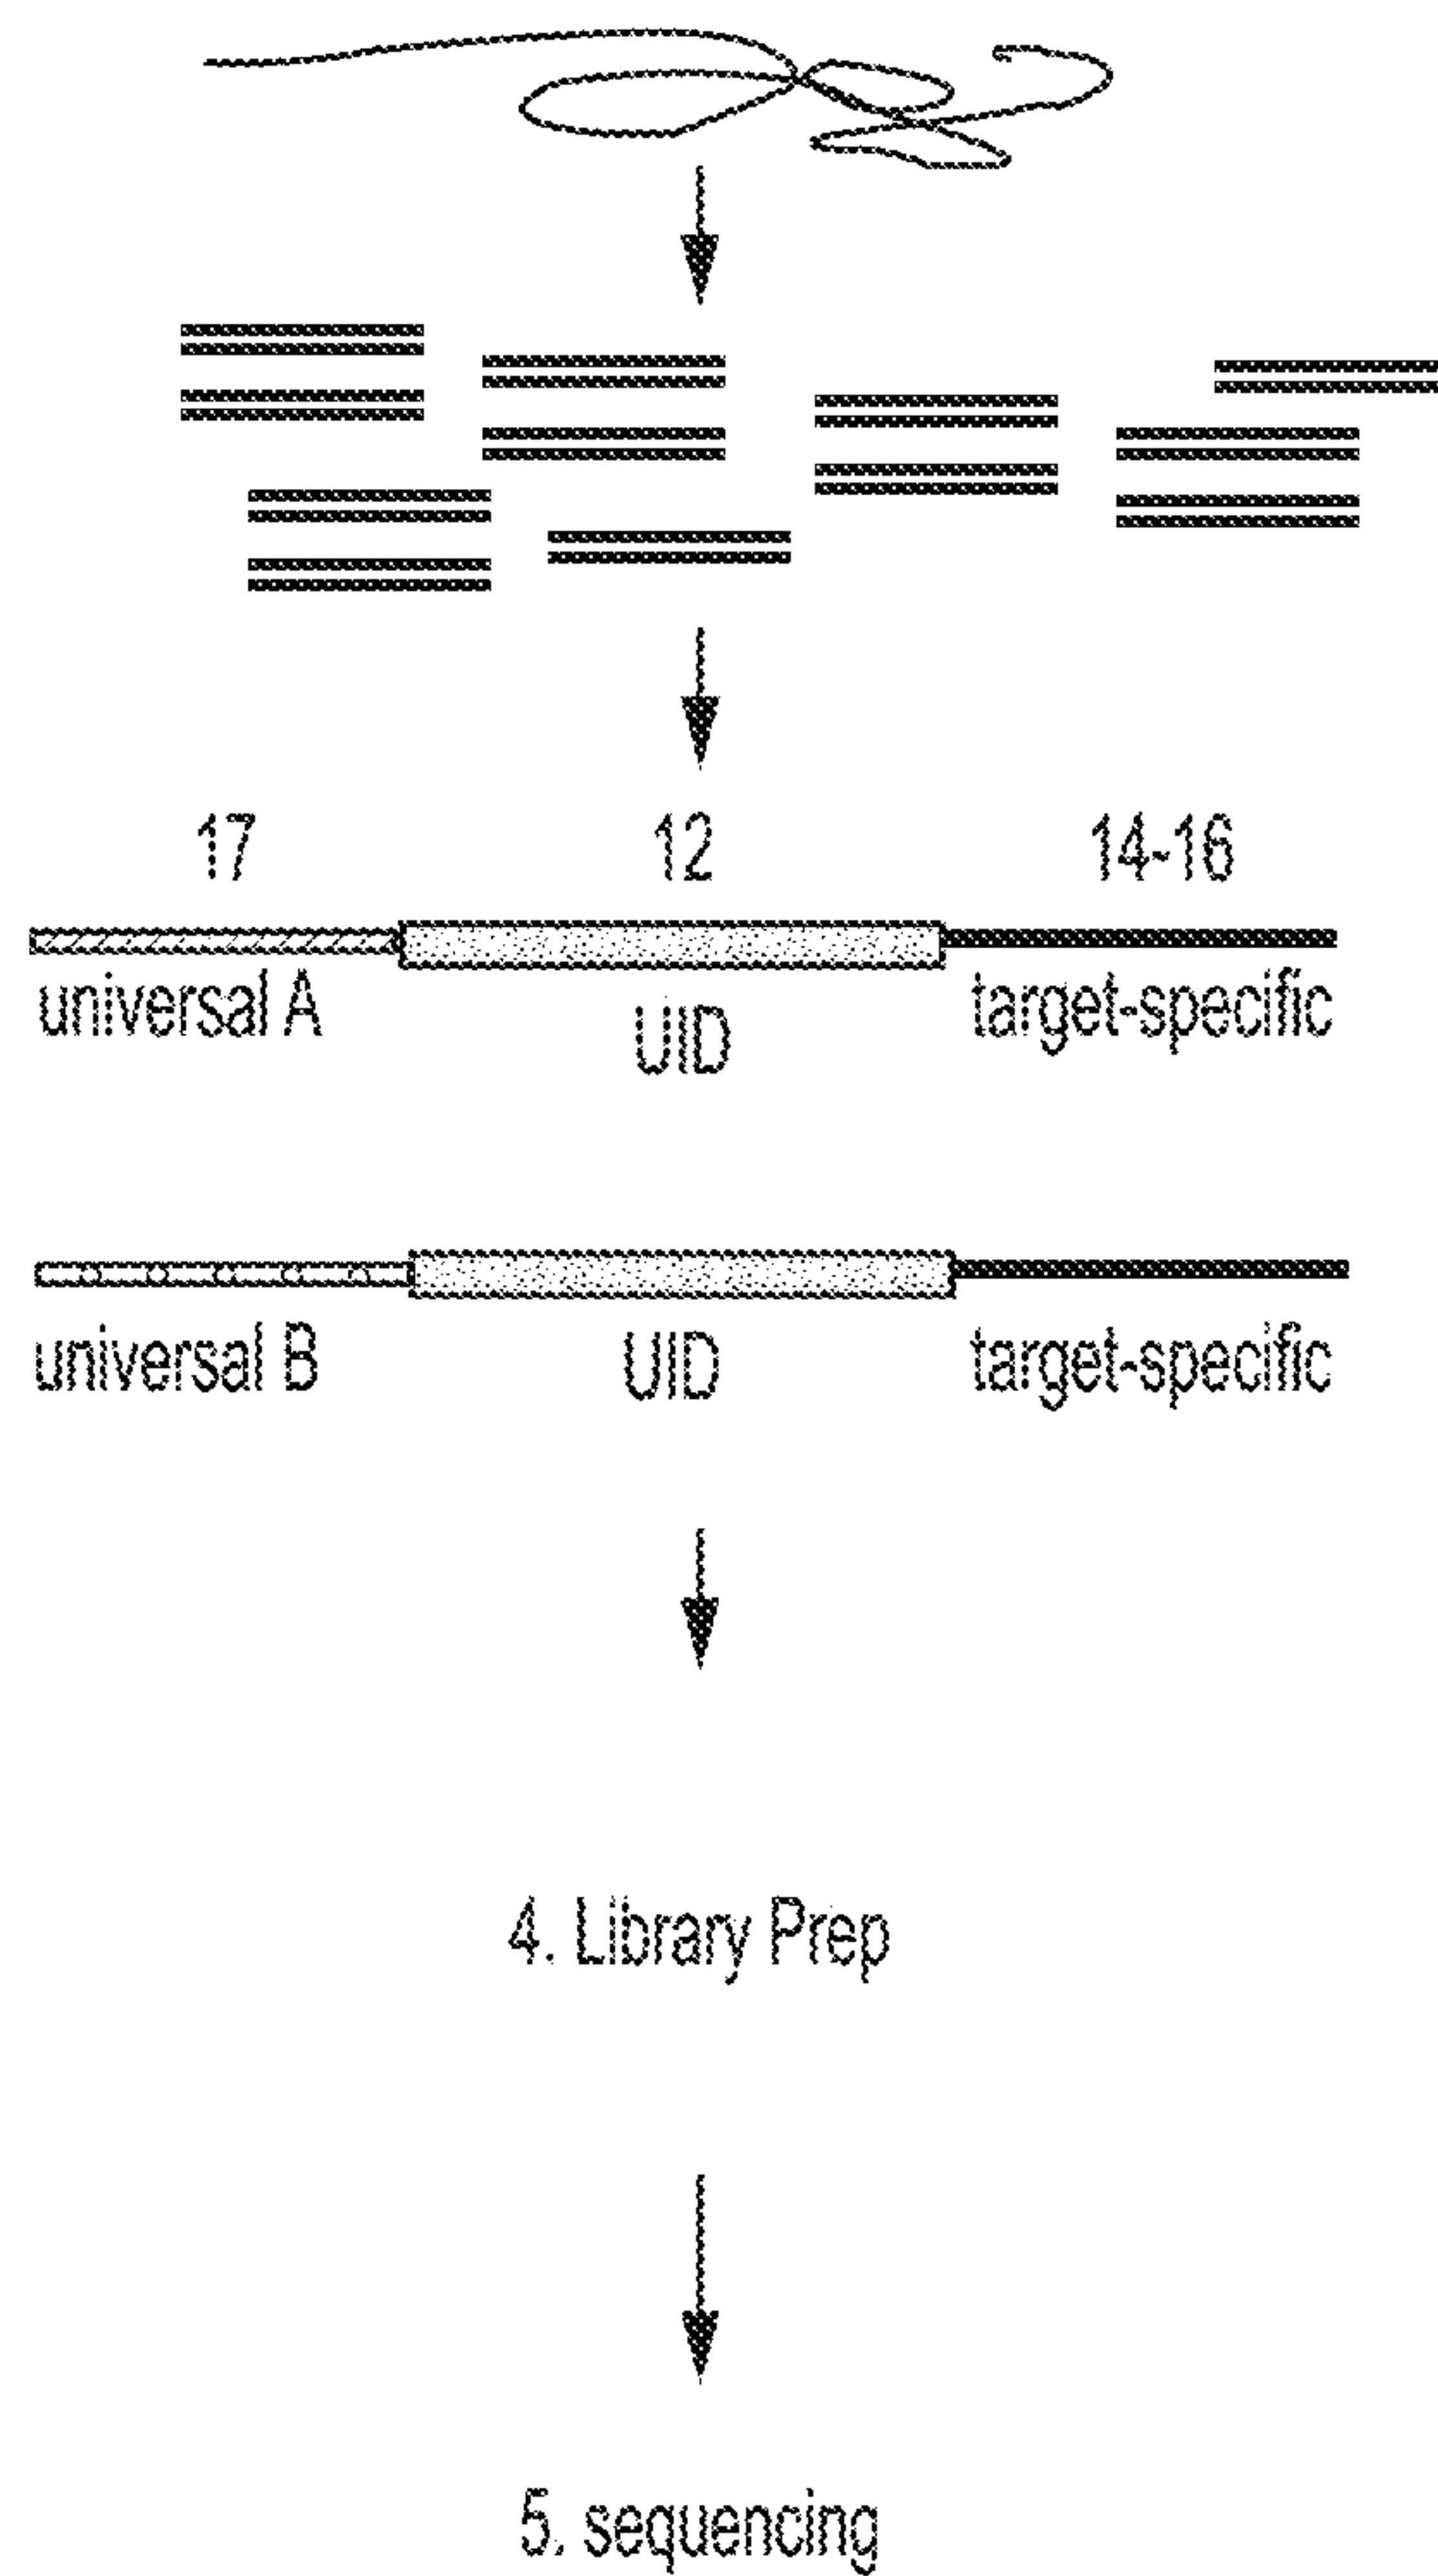 17 12 14-16
universal A UID target-specific
universal B UID target-specific
4. Library Prep
5. sequencing